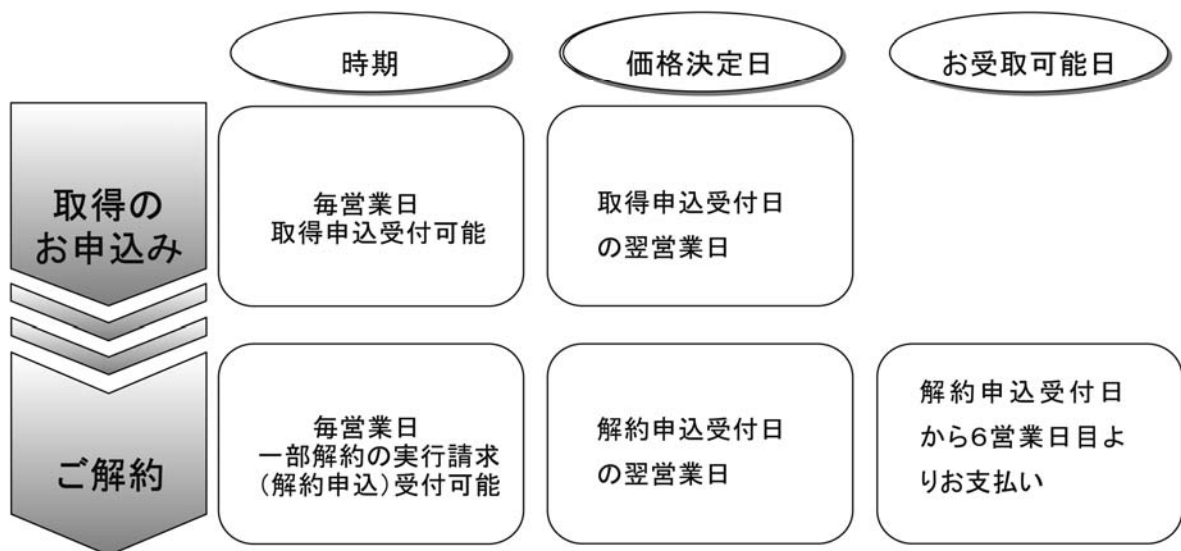 時期
価格決定日
お受取可能日
取得の
お申込み
毎営業日
取得申込受付可能
取得申込受付日
の翌営業日
ご解約
毎営業日
一部解約の実行請求
（解約申込）受付可能
解約申込受付日
の翌営業日
解約申込受付日
から６営業日目よ
りお支払い